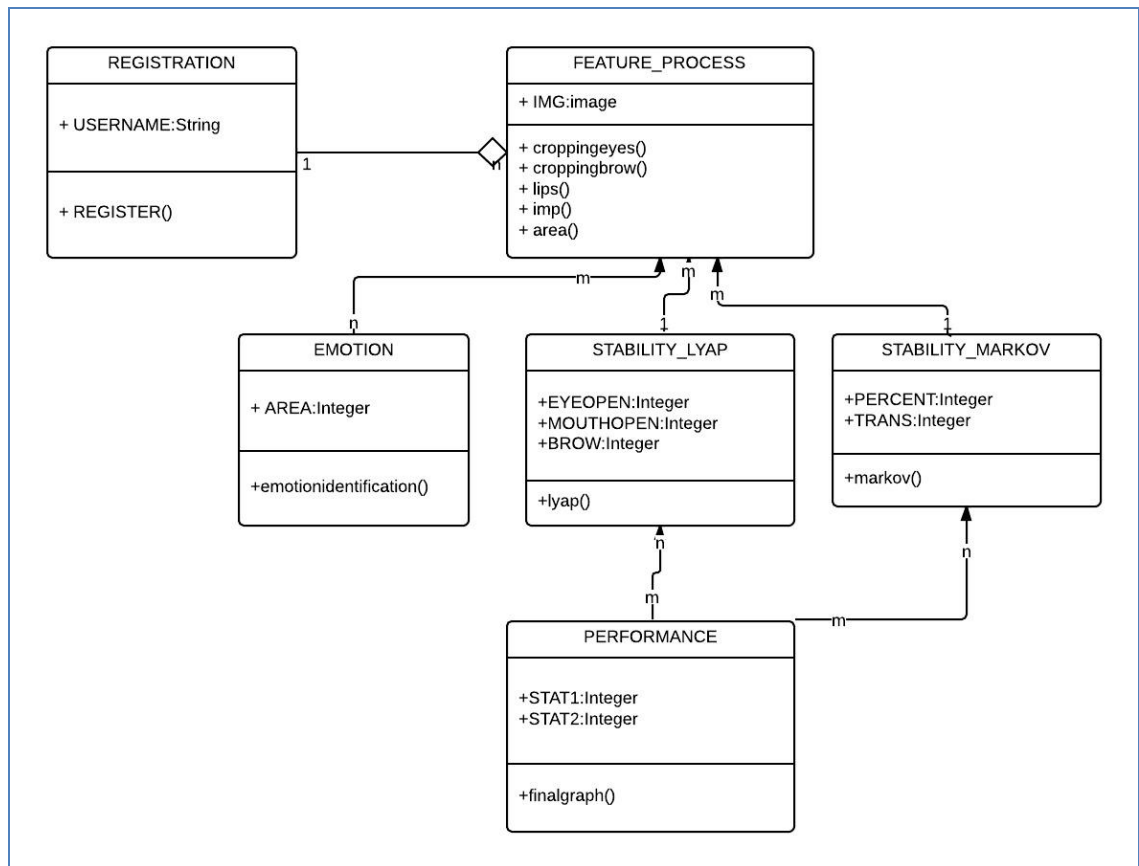 REGISTRATION
+ USERNAME:String
+ REGISTER()
1
n
FEATURE_PROCESS
+ IMG:image
+ croppingeyes()
+ croppingbrow()
+ lips()
+ imp()
+ area()
m
m
m
n
1
1
EMOTION
+ AREA:Integer
+emotionidentification()
STABILITY_LYAP
+EYEOPEN:Integer
+MOUTHOPEN:Integer
+BROW:Integer
+lyap()
STABILITY_MARKOV
+PERCENT:Integer
+TRANS:Integer
+markov()
n
n
m
m
PERFORMANCE
+STAT1:Integer
+STAT2:Integer
+finalgraph()